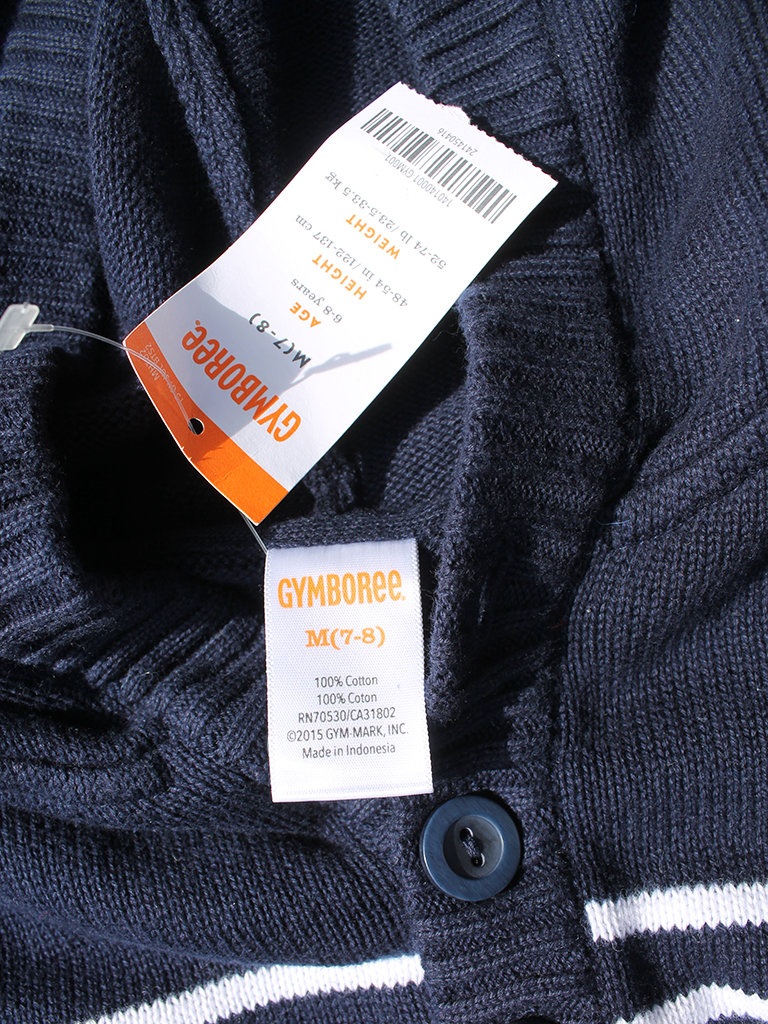 GYMBOREE
M(7-8)
AGE
6-8 years
HEIGHT
48-54 in /122-137 cm
WEIGHT
52-74 lb /23.5-33.5 kg
140140001GYM001
241450416
GYMBOREE
M(7-8)
100% Cotton
100% Coton
RN70530/CA31802
©2015 GYM-MARK, INC.
Made in Indonesia